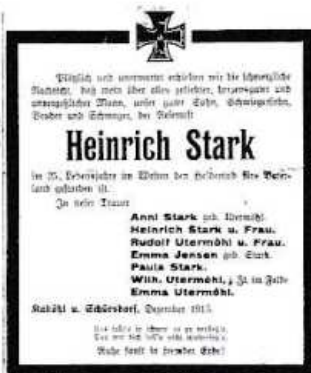 Plötzlich und unerwartet erhielten wir die schmerzliche
Nachricht, daß mein über alles geliebter, herzensguter und
unvergeßlicher Mann, unser guter Sohn, Schwiegersohn,
Bruder und Schwager, der Reservist
Heinrich Stark
im 25. Lebensjahre im Westen den Heldentod fürs Vater-
land gestorben ist.
In tiefer Trauer
Anni Stark geb. Utermöhl.
Heinrich Stark u. Frau.
Rudolf Utermöhl u. Frau.
Emma Jensen geb. Stark.
Paula Stark.
Wilh. Utermöhl, z. Zt. im Felde
Emma Utermöhl.
Kaköhl u. Schürsdorf, Dezember 1915.
Ruhe sanft in fremder Erde!